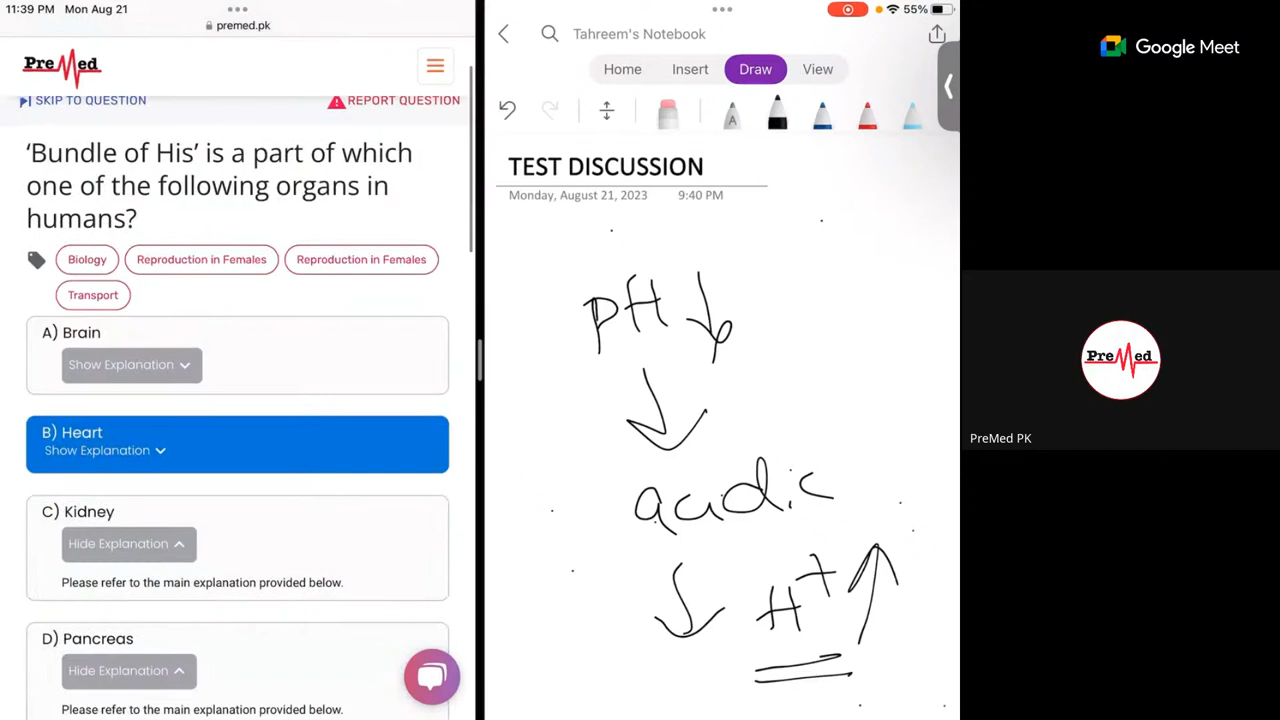 11:39 PM Mon Aug 21
premed.pk
PreMed
SKIP TO QUESTION
REPORT QUESTION
‘Bundle of His’ is a part of which
one of the following organs in
humans?
Biology
Reproduction in Females
Reproduction in Females
Transport
A) Brain
Show Explanation
B) Heart
Show Explanation
C) Kidney
Hide Explanation
Please refer to the main explanation provided below.
D) Pancreas
Hide Explanation
Please refer to the main explanation provided below.
55%
Tahreem's Notebook
Home
Insert
Draw
View
A
TEST DISCUSSION
Monday, August 21, 2023
9:40 PM
pH ↓
↓
acidic
↓ H⁺ ↑
Google Meet
PreMed
PreMed PK